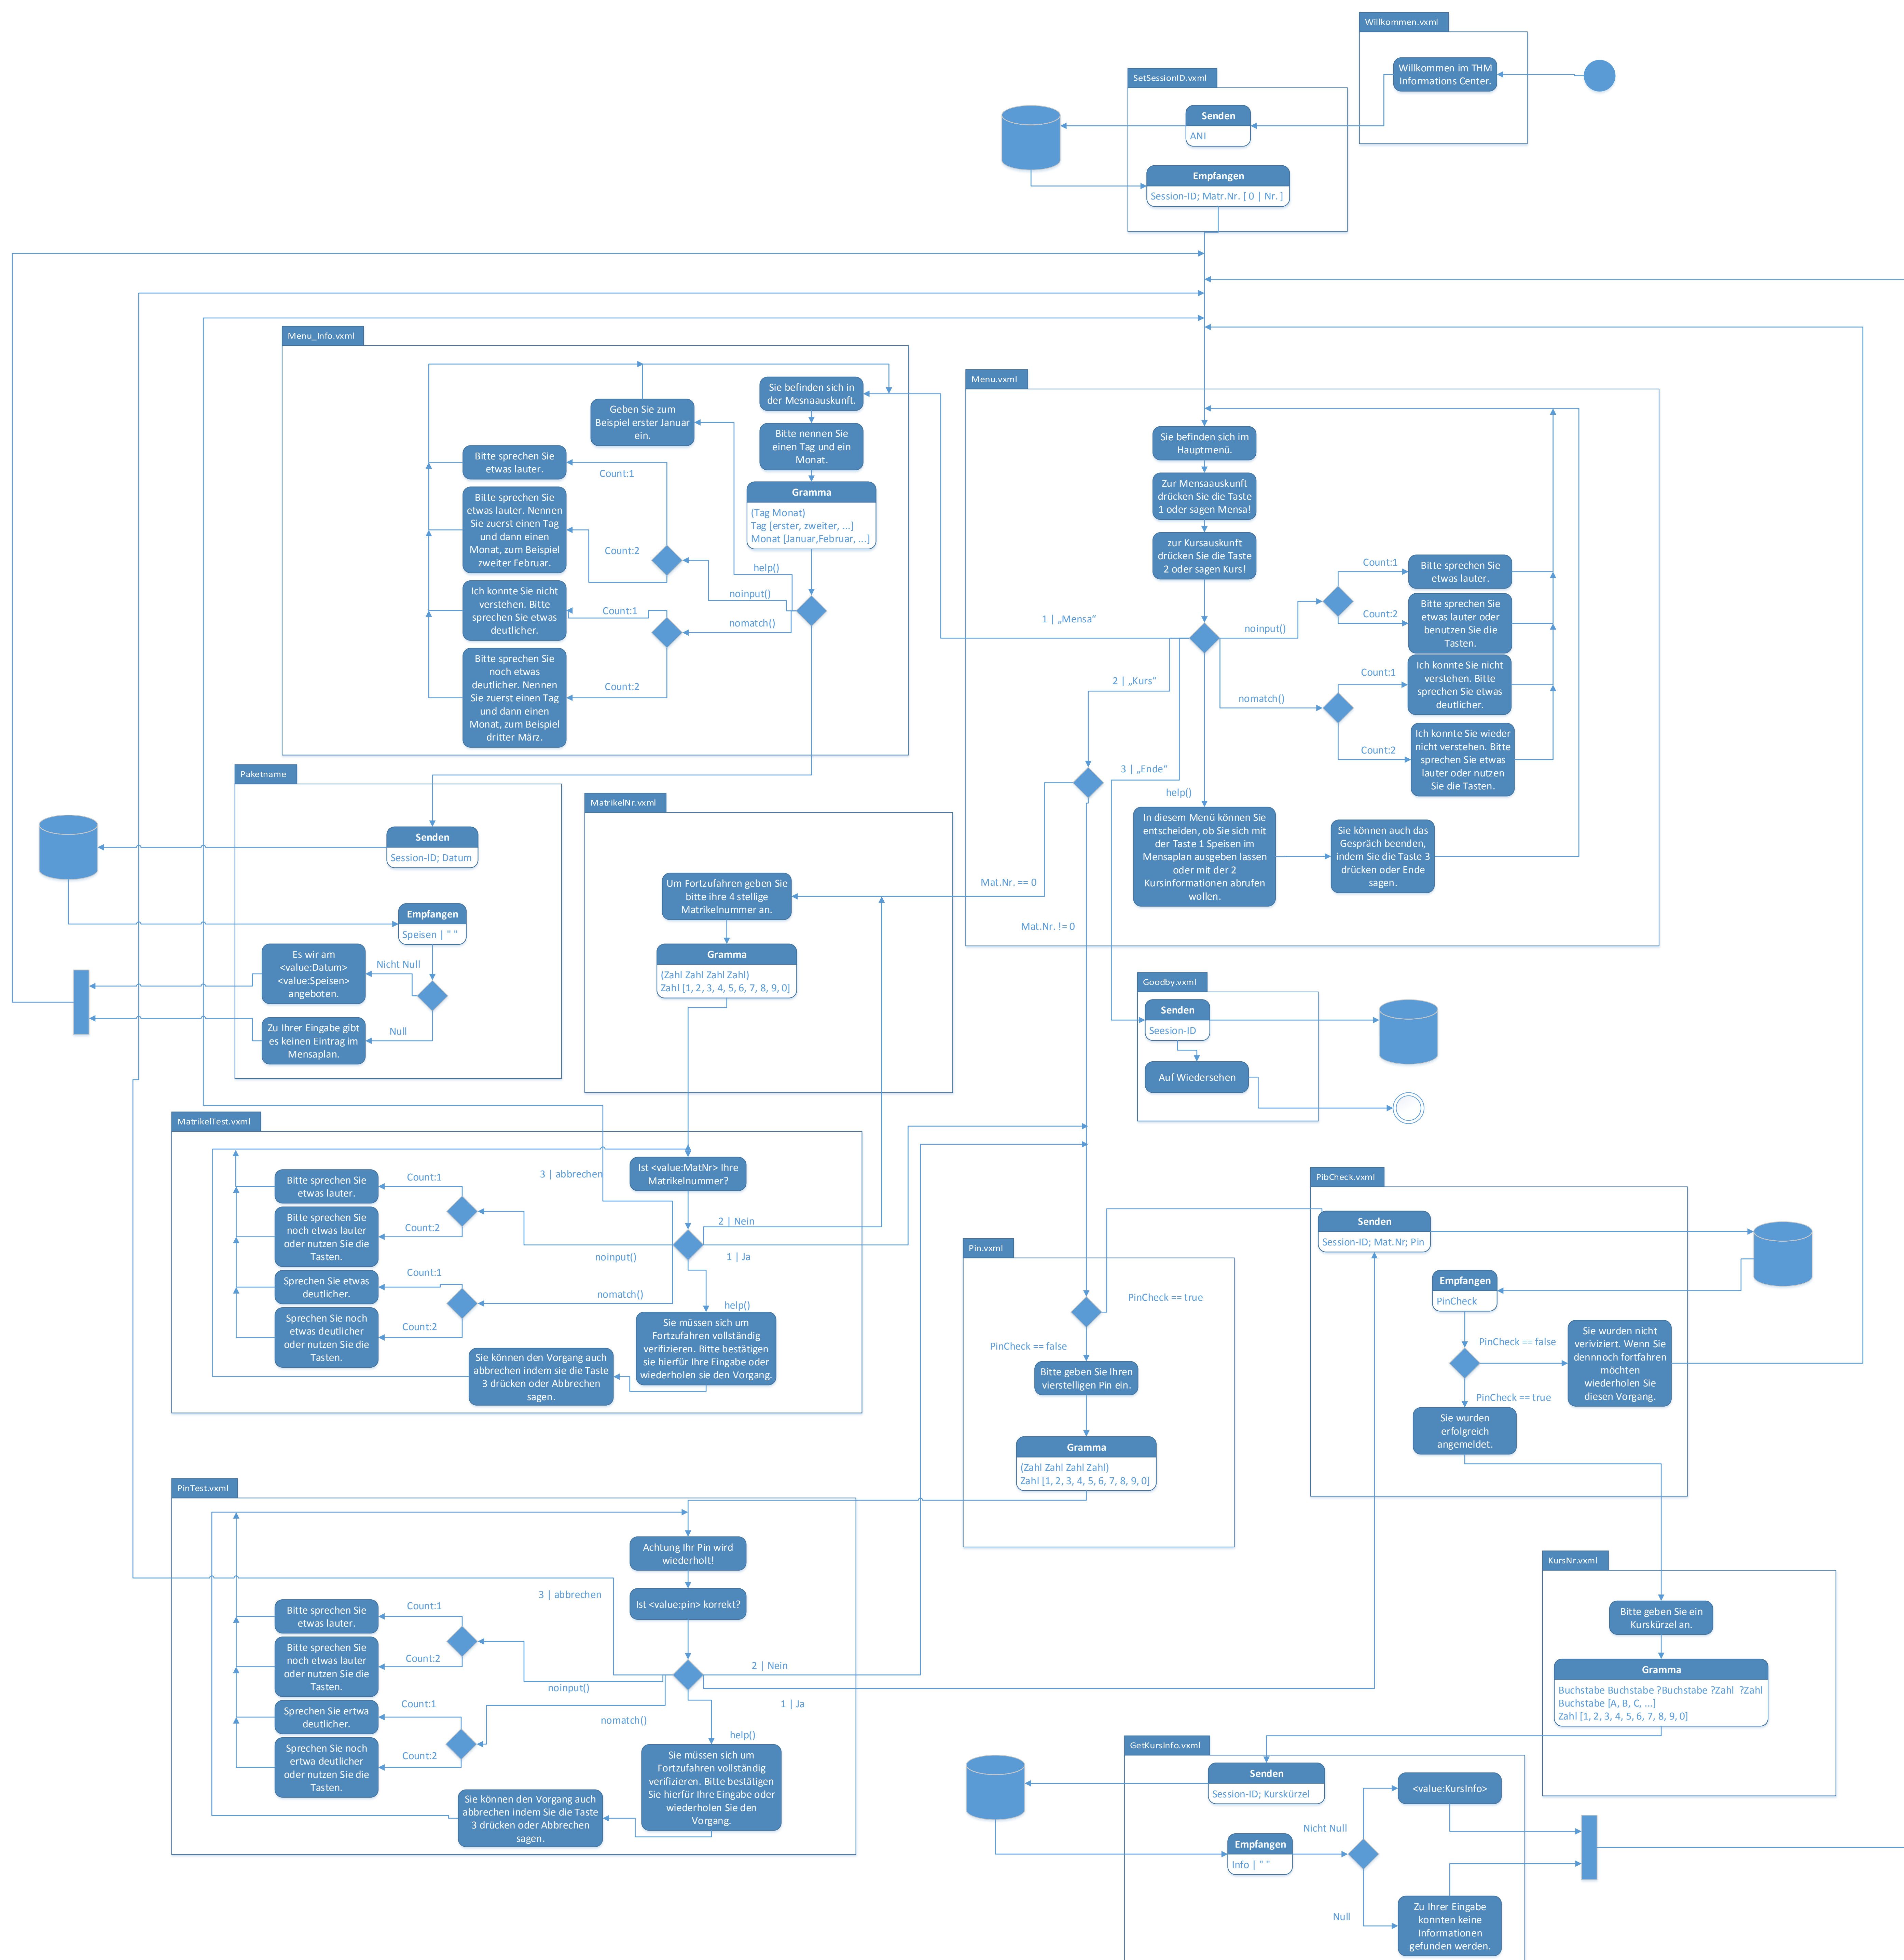 Willkommen.vxml
Willkommen im THM
Informations Center.
SetSessionID.vxml
Senden
ANI
Empfangen
Session-ID; Matr.Nr. [ 0 | Nr. ]
Menu_Info.vxml
Sie befinden sich in
der Mesnaauskunft.
Geben Sie zum
Beispiel erster Januar
ein.
Bitte nennen Sie
einen Tag und ein
Monat.
Bitte sprechen Sie
etwas lauter.
Count:1
Gramma
(Tag Monat)
Tag [erster, zweiter, ...]
Monat [Januar,Februar, ...]
Bitte sprechen Sie
etwas lauter. Nennen
Sie zuerst einen Tag
und dann einen
Monat, zum Beispiel
zweiter Februar.
Count:2
help()
noinput()
Ich konnte Sie nicht
verstehen. Bitte
sprechen Sie etwas
deutlicher.
Count:1
nomatch()
Bitte sprechen Sie
noch etwas
deutlicher. Nennen
Sie zuerst einen Tag
und dann einen
Monat, zum Beispiel
dritter März.
Count:2
Menu.vxml
Sie befinden sich im
Hauptmenü.
Zur Mensaauskunft
drücken Sie die Taste
1 oder sagen Mensa!
zur Kursauskunft
drücken Sie die Taste
2 oder sagen Kurs!
Count:1
Bitte sprechen Sie
etwas lauter.
Count:2
Bitte sprechen Sie
etwas lauter oder
benutzen Sie die
Tasten.
1 | „Mensa“
noinput()
2 | „Kurs“
nomatch()
Count:1
Ich konnte Sie nicht
verstehen. Bitte
sprechen Sie etwas
deutlicher.
Count:2
Ich konnte Sie wieder
nicht verstehen. Bitte
sprechen Sie etwas
lauter oder nutzen
Sie die Tasten.
3 | „Ende“
help()
In diesem Menü können Sie
entscheiden, ob Sie sich mit
der Taste 1 Speisen im
Mensaplan ausgeben lassen
oder mit der 2
Kursinformationen abrufen
wollen.
Sie können auch das
Gespräch beenden,
indem Sie die Taste 3
drücken oder Ende
sagen.
Mat.Nr. == 0
Mat.Nr. != 0
Paketname
Senden
Session-ID; Datum
Empfangen
Speisen | " "
Es wir am
<value:Datum>
<value:Speisen>
angeboten.
Nicht Null
Zu Ihrer Eingabe gibt
es keinen Eintrag im
Mensaplan.
Null
MatrikelNr.vxml
Um Fortzufahren geben Sie
bitte ihre 4 stellige
Matrikelnummer an.
Gramma
(Zahl Zahl Zahl Zahl)
Zahl [1, 2, 3, 4, 5, 6, 7, 8, 9, 0]
Goodby.vxml
Senden
Seesion-ID
Auf Wiedersehen
MatrikelTest.vxml
Ist <value:MatNr> Ihre
Matrikelnummer?
3 | abbrechen
Bitte sprechen Sie
etwas lauter.
Count:1
Bitte sprechen Sie
noch etwas lauter
oder nutzen Sie die
Tasten.
Count:2
2 | Nein
1 | Ja
noinput()
Sprechen Sie etwas
deutlicher.
Count:1
nomatch()
help()
Sprechen Sie noch
etwas deutlicher
oder nutzen Sie die
Tasten.
Count:2
Sie müssen sich um
Fortzufahren vollständig
verifizieren. Bitte bestätigen
sie hierfür Ihre Eingabe oder
wiederholen sie den Vorgang.
Sie können den Vorgang auch
abbrechen indem sie die Taste
3 drücken oder Abbrechen
sagen.
Pin.vxml
PinCheck == true
PinCheck == false
Bitte geben Sie Ihren
vierstelligen Pin ein.
Gramma
(Zahl Zahl Zahl Zahl)
Zahl [1, 2, 3, 4, 5, 6, 7, 8, 9, 0]
PibCheck.vxml
Senden
Session-ID; Mat.Nr; Pin
Empfangen
PinCheck
PinCheck == false
Sie wurden nicht
veriviziert. Wenn Sie
dennnoch fortfahren
möchten
wiederholen Sie
diesen Vorgang.
PinCheck == true
Sie wurden
erfolgreich
angemeldet.
PinTest.vxml
Achtung Ihr Pin wird
wiederholt!
Ist <value:pin> korrekt?
3 | abbrechen
Bitte sprechen Sie
etwas lauter.
Count:1
Bitte sprechen Sie
noch etwas lauter
oder nutzen Sie die
Tasten.
Count:2
2 | Nein
noinput()
1 | Ja
Sprechen Sie ertwa
deutlicher.
Count:1
nomatch()
help()
Sprechen Sie noch
ertwa deutlicher
oder nutzen Sie die
Tasten.
Count:2
Sie müssen sich um
Fortzufahren vollständig
verifizieren. Bitte bestätigen
Sie hierfür Ihre Eingabe oder
wiederholen Sie den
Vorgang.
Sie können den Vorgang auch
abbrechen indem Sie die Taste
3 drücken oder Abbrechen
sagen.
KursNr.vxml
Bitte geben Sie ein
Kurskürzel an.
Gramma
Buchstabe Buchstabe ?Buchstabe ?Zahl ?Zahl
Buchstabe [A, B, C, ...]
Zahl [1, 2, 3, 4, 5, 6, 7, 8, 9, 0]
GetKursInfo.vxml
Senden
Session-ID; Kurskürzel
<value:KursInfo>
Nicht Null
Empfangen
Info | " "
Null
Zu Ihrer Eingabe
konnten keine
Informationen
gefunden werden.